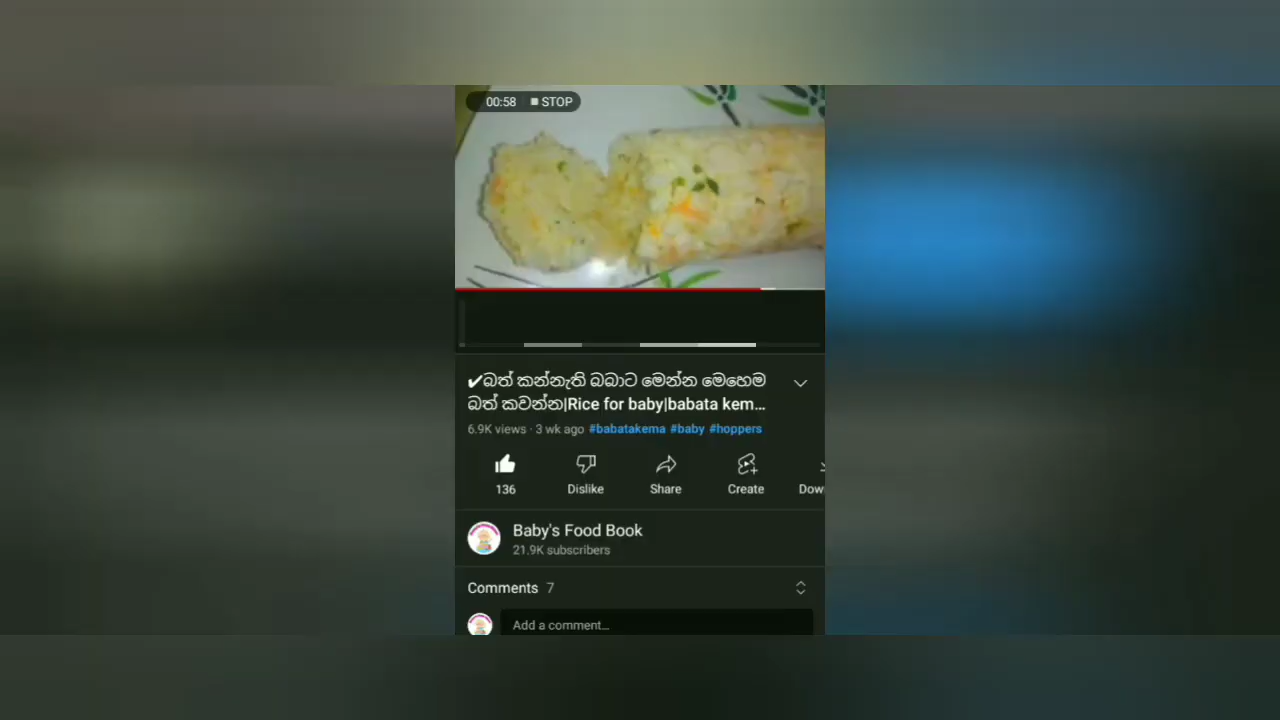 00:58 STOP
✔බත් කන්නැති බබාට මෙන්න මෙහෙම
බත් කවන්න|Rice for baby|babata kem...
6.9K views · 3 wk ago #babatakema #baby #hoppers
136 Dislike Share Create Dow
Baby's Food Book
21.9K subscribers
Comments 7
Add a comment...